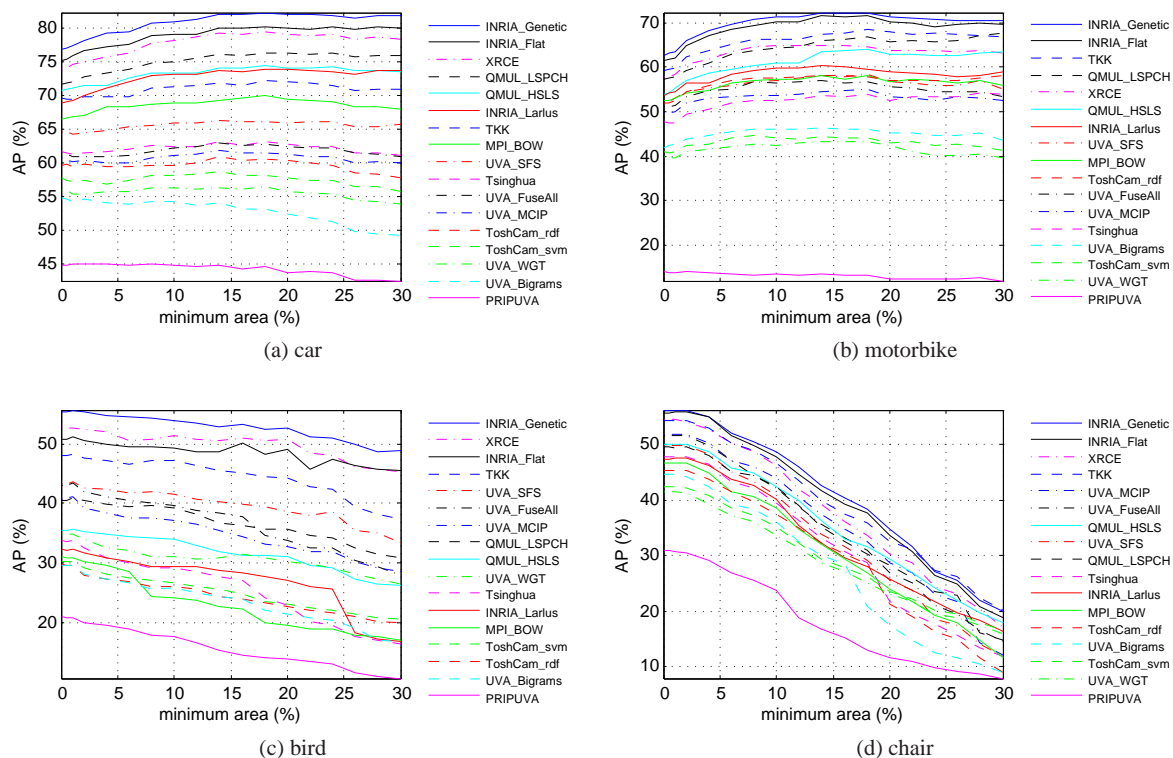 80
75
70
65
60
55
50
45
AP (%)
0 5 10 15 20 25 30
minimum area (%)
INRIA_Genetic
INRIA_Flat
XRCE
QMUL_LSPCH
QMUL_HSLS
INRIA_Larlus
TKK
MPI_BOW
UVA_SFS
Tsinghua
UVA_FuseAll
UVA_MCIP
ToshCam_rdf
ToshCam_svm
UVA_WGT
UVA_Bigrams
PRIPUVA
(a) car
70
60
50
40
30
20
AP (%)
0 5 10 15 20 25 30
minimum area (%)
INRIA_Genetic
INRIA_Flat
TKK
QMUL_LSPCH
XRCE
QMUL_HSLS
INRIA_Larlus
UVA_SFS
MPI_BOW
ToshCam_rdf
UVA_FuseAll
UVA_MCIP
Tsinghua
UVA_Bigrams
ToshCam_svm
UVA_WGT
PRIPUVA
(b) motorbike
50
40
30
20
AP (%)
0 5 10 15 20 25 30
minimum area (%)
INRIA_Genetic
XRCE
INRIA_Flat
TKK
UVA_SFS
UVA_FuseAll
UVA_MCIP
QMUL_LSPCH
QMUL_HSLS
UVA_WGT
Tsinghua
INRIA_Larlus
MPI_BOW
ToshCam_svm
ToshCam_rdf
UVA_Bigrams
PRIPUVA
(c) bird
50
40
30
20
10
AP (%)
0 5 10 15 20 25 30
minimum area (%)
INRIA_Genetic
INRIA_Flat
XRCE
TKK
UVA_MCIP
UVA_FuseAll
QMUL_HSLS
UVA_SFS
QMUL_LSPCH
Tsinghua
INRIA_Larlus
MPI_BOW
ToshCam_rdf
UVA_Bigrams
ToshCam_svm
UVA_WGT
PRIPUVA
(d) chair